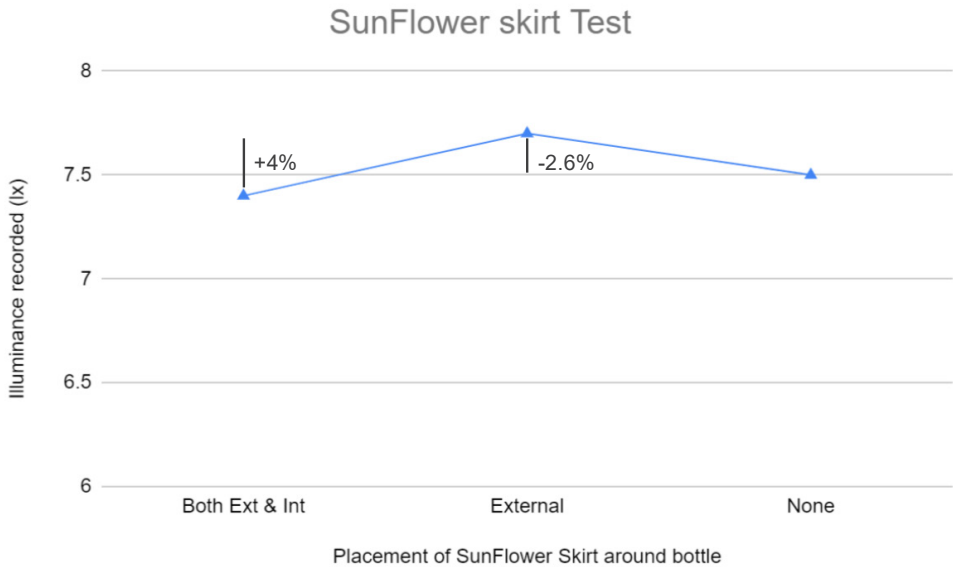 SunFlower skirt Test
8
+4%
-2.6%
7.5
7
6.5
6
Illuminance recorded (lx)
Both Ext & Int
External
None
Placement of SunFlower Skirt around bottle